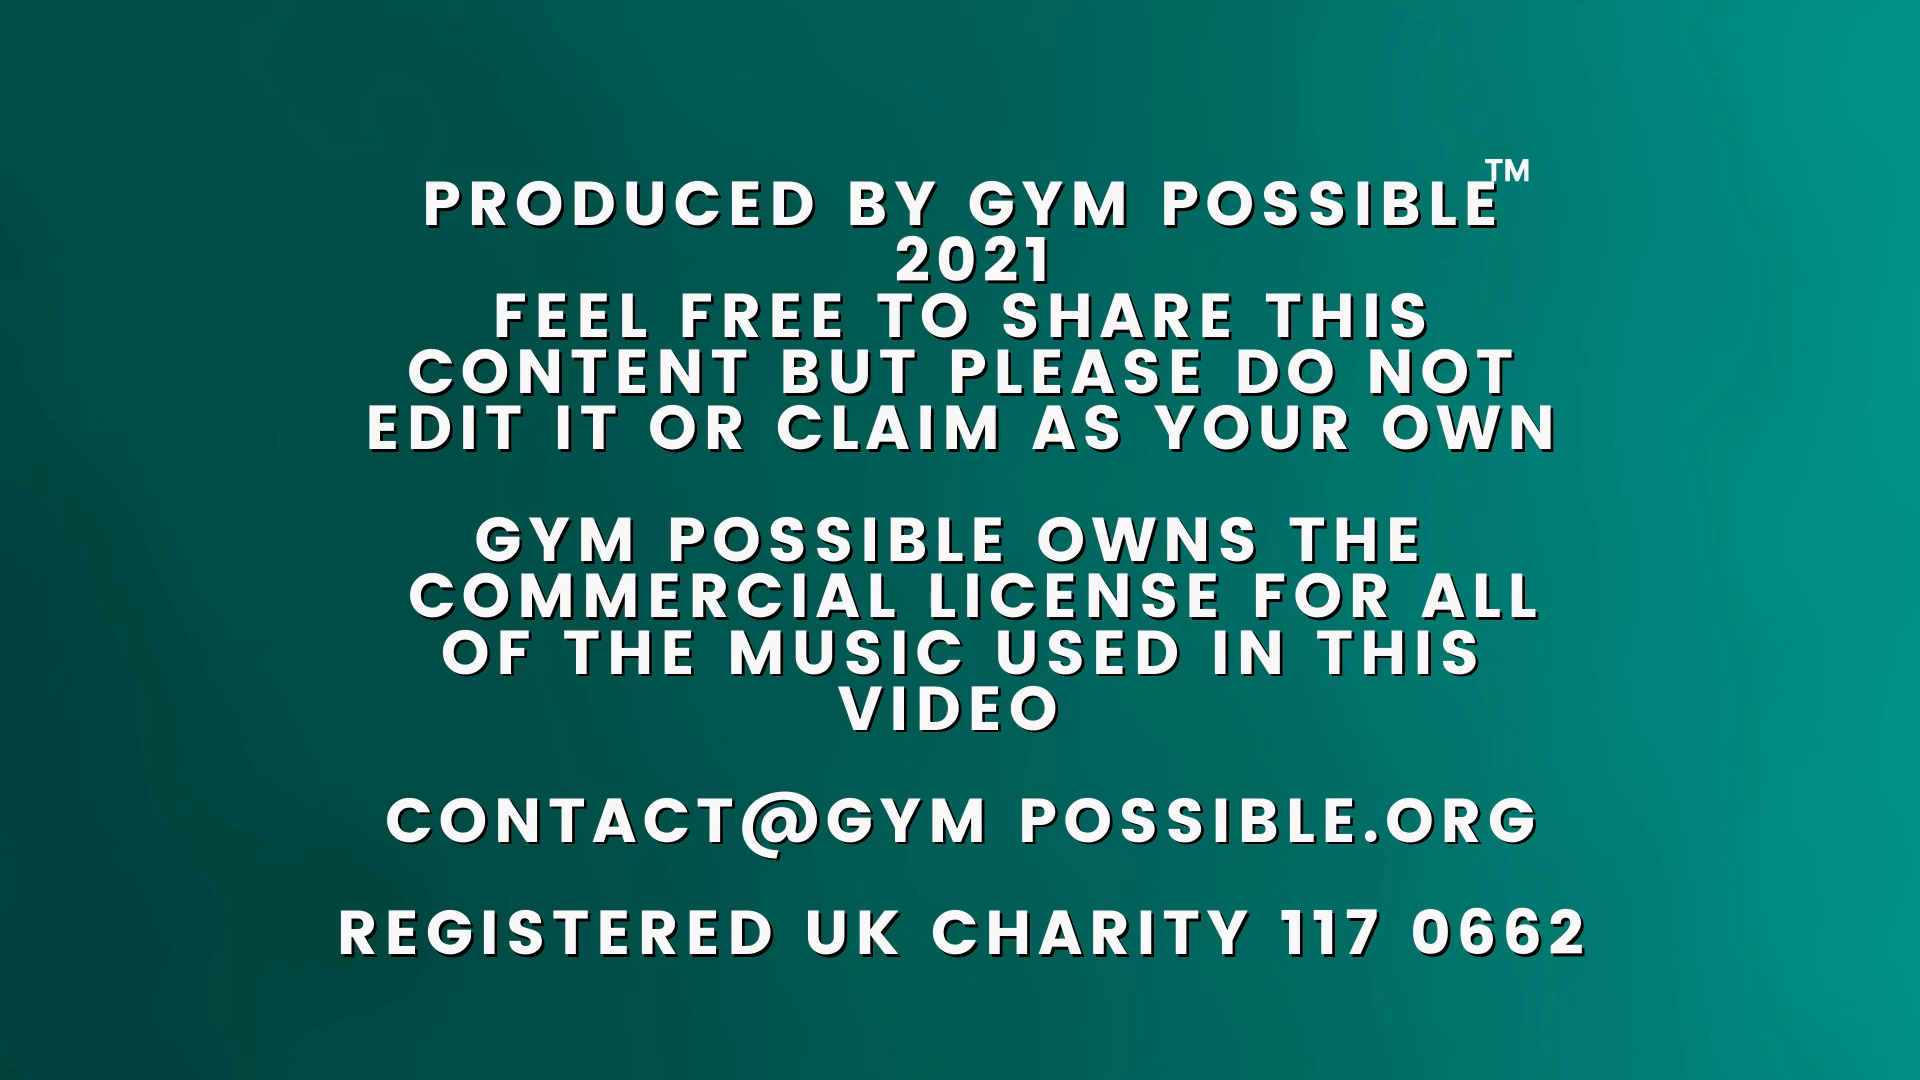 PRODUCED BY GYM POSSIBLE™
2021
FEEL FREE TO SHARE THIS
CONTENT BUT PLEASE DO NOT
EDIT IT OR CLAIM AS YOUR OWN
GYM POSSIBLE OWNS THE
COMMERCIAL LICENSE FOR ALL
OF THE MUSIC USED IN THIS
VIDEO
CONTACT@GYM POSSIBLE.ORG
REGISTERED UK CHARITY 117 0662